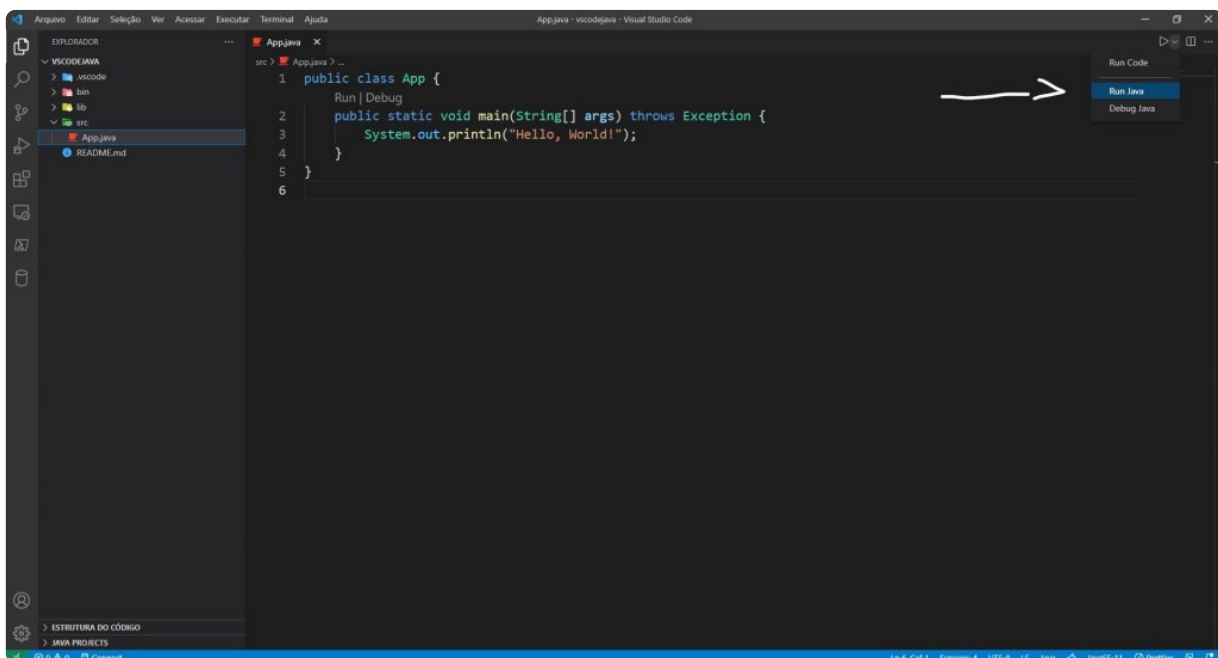 Arquivo Editar Seleção Ver Acessar Executar Terminal Ajuda
App.java - vscodejava - Visual Studio Code
EXPLORADOR
App.java
VSCODEJAVA
.vscode
bin
lib
src
App.java
README.md
src > App.java > ...
1 public class App {
Run | Debug
2 public static void main(String[] args) throws Exception {
3 System.out.println("Hello, World!");
4 }
5 }
6
Run Code
Run Java
Debug Java
ESTRUTURA DO CÓDIGO
JAVA PROJECTS